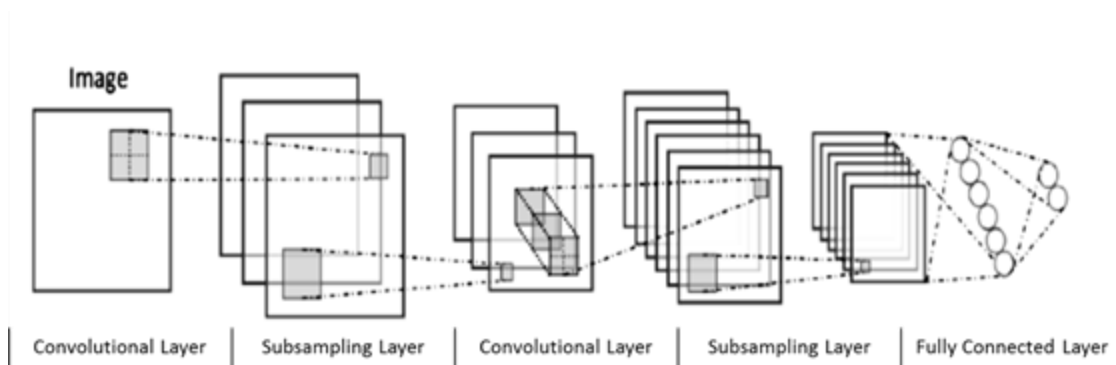 Image
Convolutional Layer
Subsampling Layer
Convolutional Layer
Subsampling Layer
Fully Connected Layer